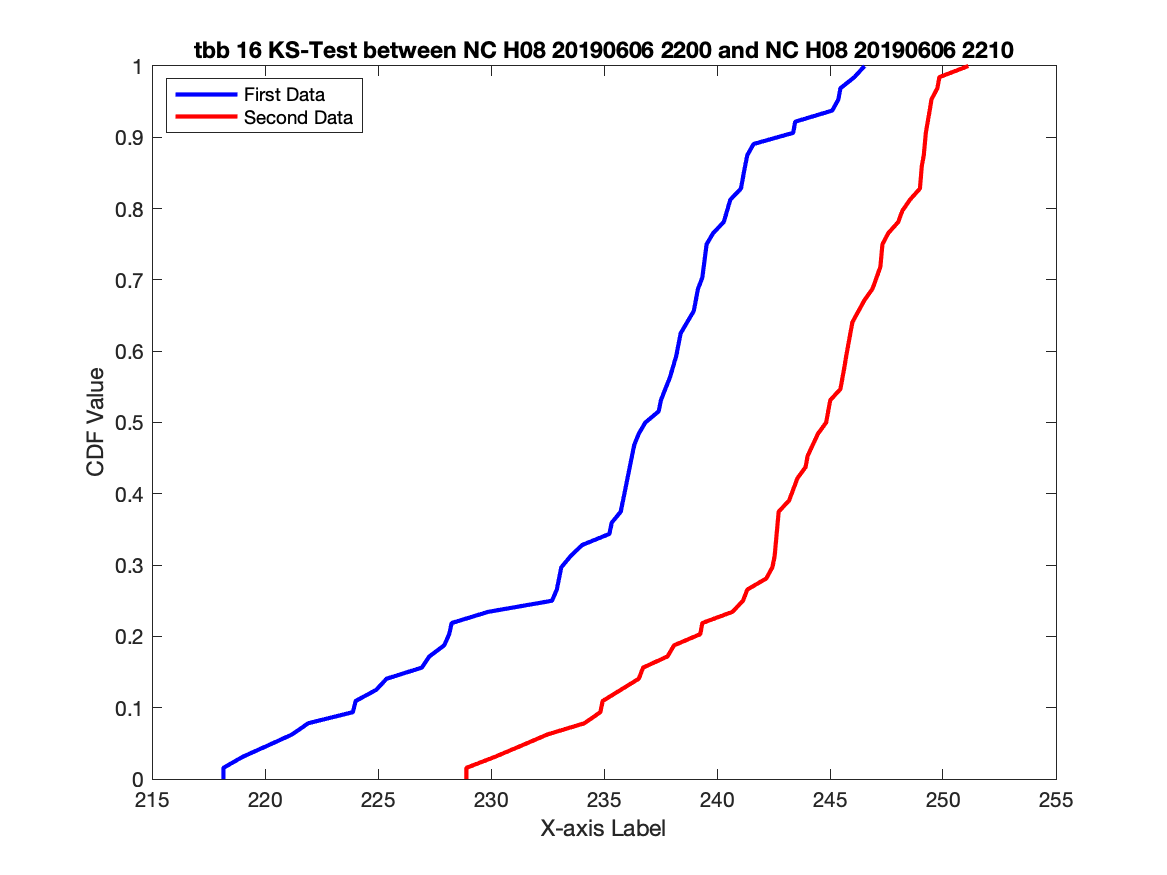 tbb 16 KS-Test between NC H08 20190606 2200 and NC H08 20190606 2210
First Data
Second Data
CDF Value
1
0.9
0.8
0.7
0.6
0.5
0.4
0.3
0.2
0.1
0
215 220 225 230 235 240 245 250 255
X-axis Label